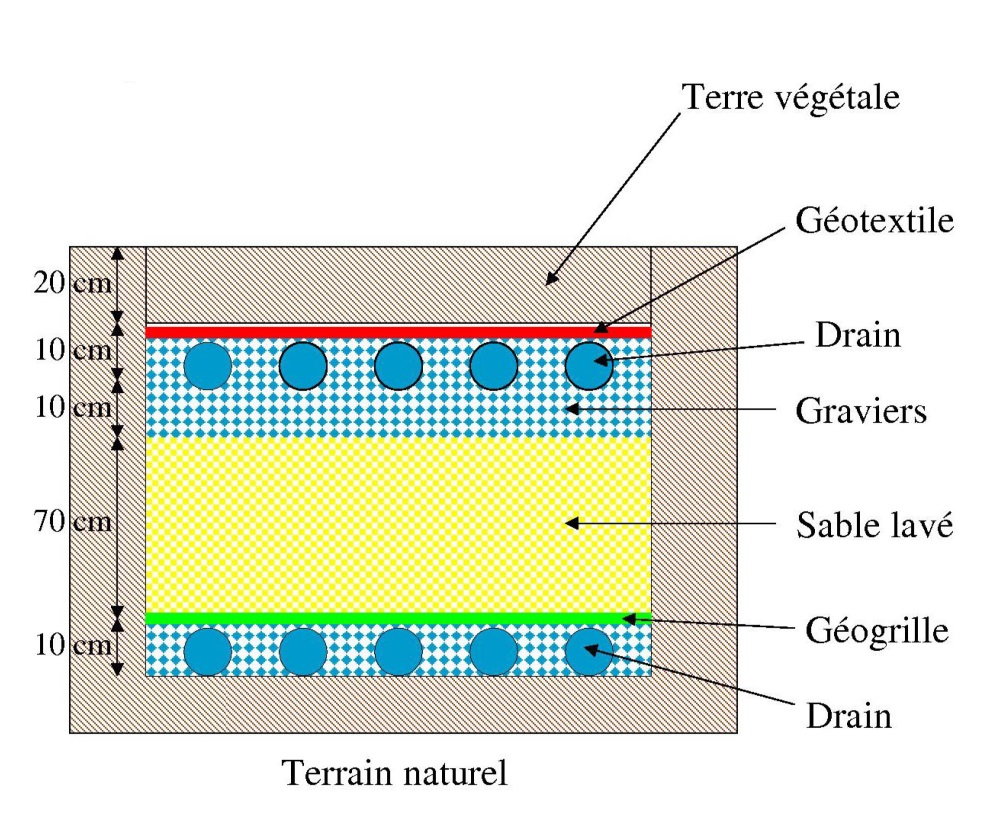 Terre végétale
Géotextile
20 cm
Drain
10 cm
10 cm
Graviers
70 cm
Sable lavé
Géogrille
10 cm
Drain
Terrain naturel